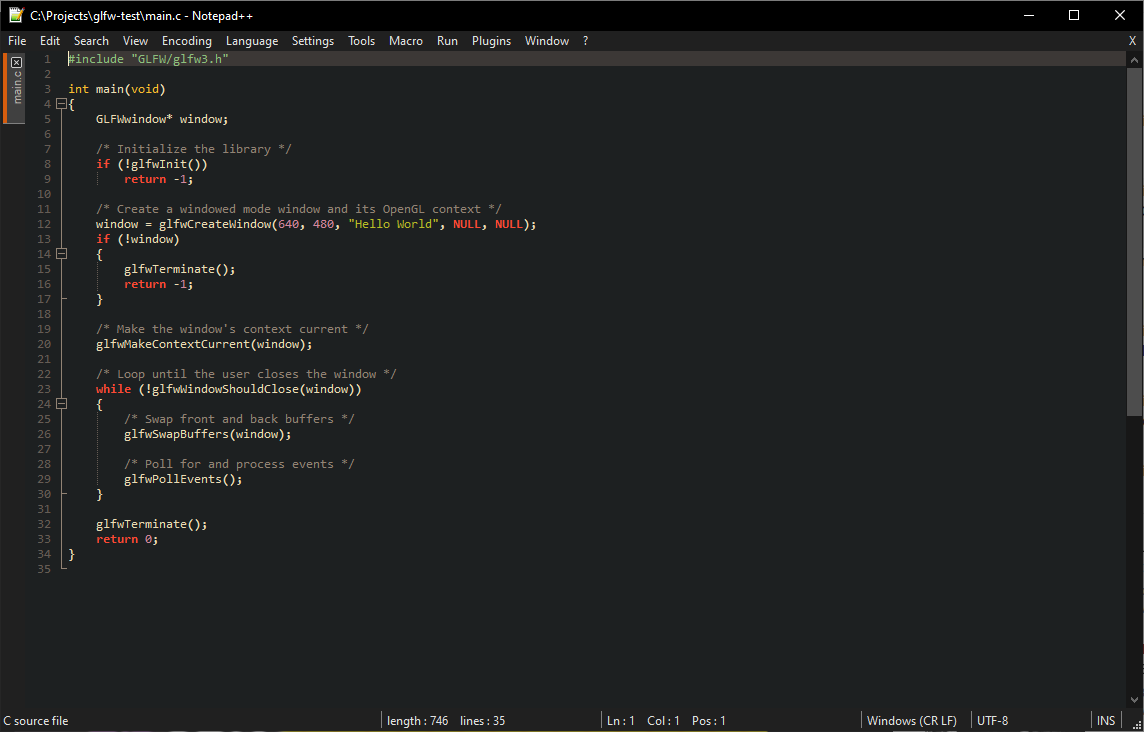 C:\Projects\glfw-test\main.c - Notepad++
File Edit Search View Encoding Language Settings Tools Macro Run Plugins Window ? X
main.c
1 #include "GLFW/glfw3.h"
2
3 int main(void)
4 {
5 GLFWwindow* window;
6
7 /* Initialize the library */
8 if (!glfwInit())
9 return -1;
10
11 /* Create a windowed mode window and its OpenGL context */
12 window = glfwCreateWindow(640, 480, "Hello World", NULL, NULL);
13 if (!window)
14 {
15 glfwTerminate();
16 return -1;
17 }
18
19 /* Make the window's context current */
20 glfwMakeContextCurrent(window);
21
22 /* Loop until the user closes the window */
23 while (!glfwWindowShouldClose(window))
24 {
25 /* Swap front and back buffers */
26 glfwSwapBuffers(window);
27
28 /* Poll for and process events */
29 glfwPollEvents();
30 }
31
32 glfwTerminate();
33 return 0;
34 }
35
C source file length : 746 lines : 35 Ln : 1 Col : 1 Pos : 1 Windows (CR LF) UTF-8 INS